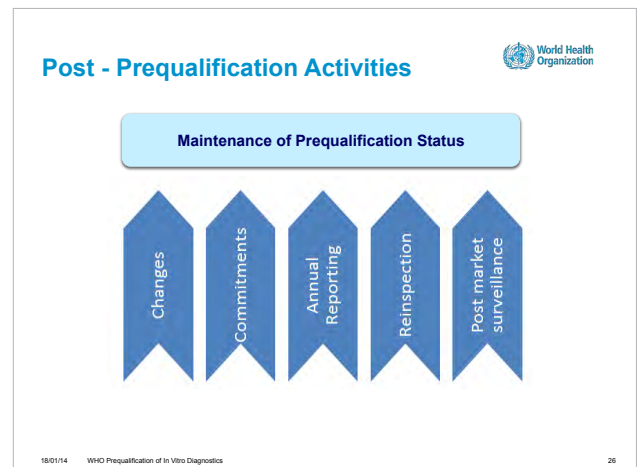 Post - Prequalification Activities
World Health
Organization
Maintenance of Prequalification Status
Changes
Commitments
Annual
Reporting
Reinspection
Post market
surveillance
18/01/14 WHO Prequalification of In Vitro Diagnostics 26